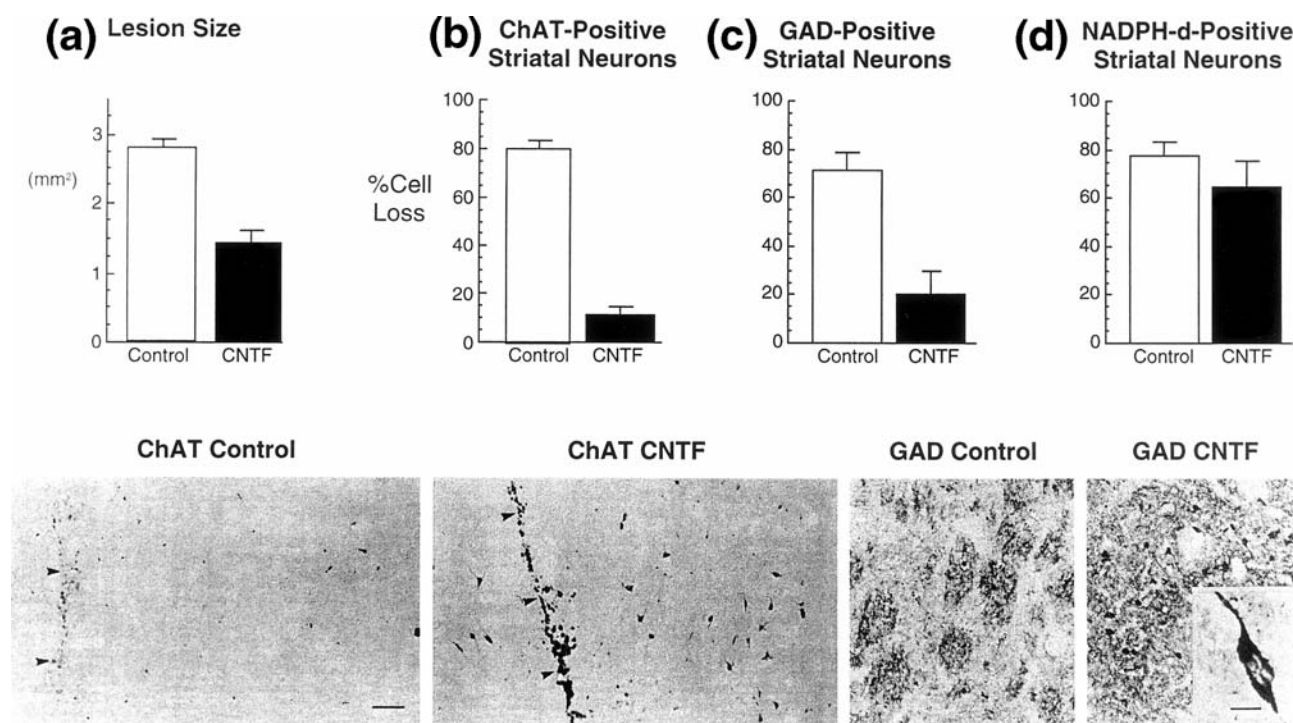 (a) Lesion Size
3
(mm²)
2
1
0
Control CNTF
(b) ChAT-Positive
Striatal Neurons
100
80
%Cell
60
Loss
40
20
0
Control CNTF
(c) GAD-Positive
Striatal Neurons
100
80
60
40
20
0
Control CNTF
(d) NADPH-d-Positive
Striatal Neurons
100
80
60
40
20
0
Control CNTF
ChAT Control
ChAT CNTF
GAD Control
GAD CNTF